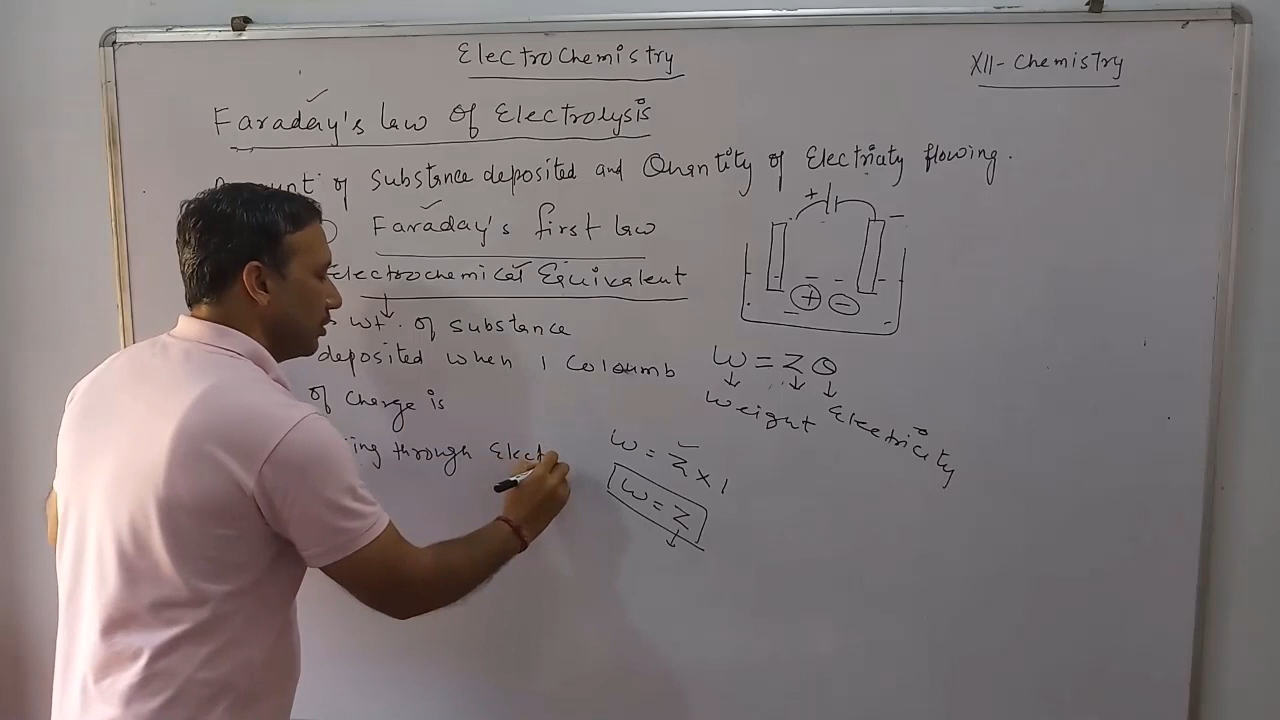 Electrochemistry
XII- Chemistry
Faraday's law of Electrolysis
of Substance deposited and Quantity of Electricity flowing.
Faraday's first law
Electrochemical Equivalent
wt. of substance
deposited when 1 Coloumb
of charge is
through Elect
+ −
+ −
W = ZQ
Weight
Electricity
W = Z × 1
W = Z